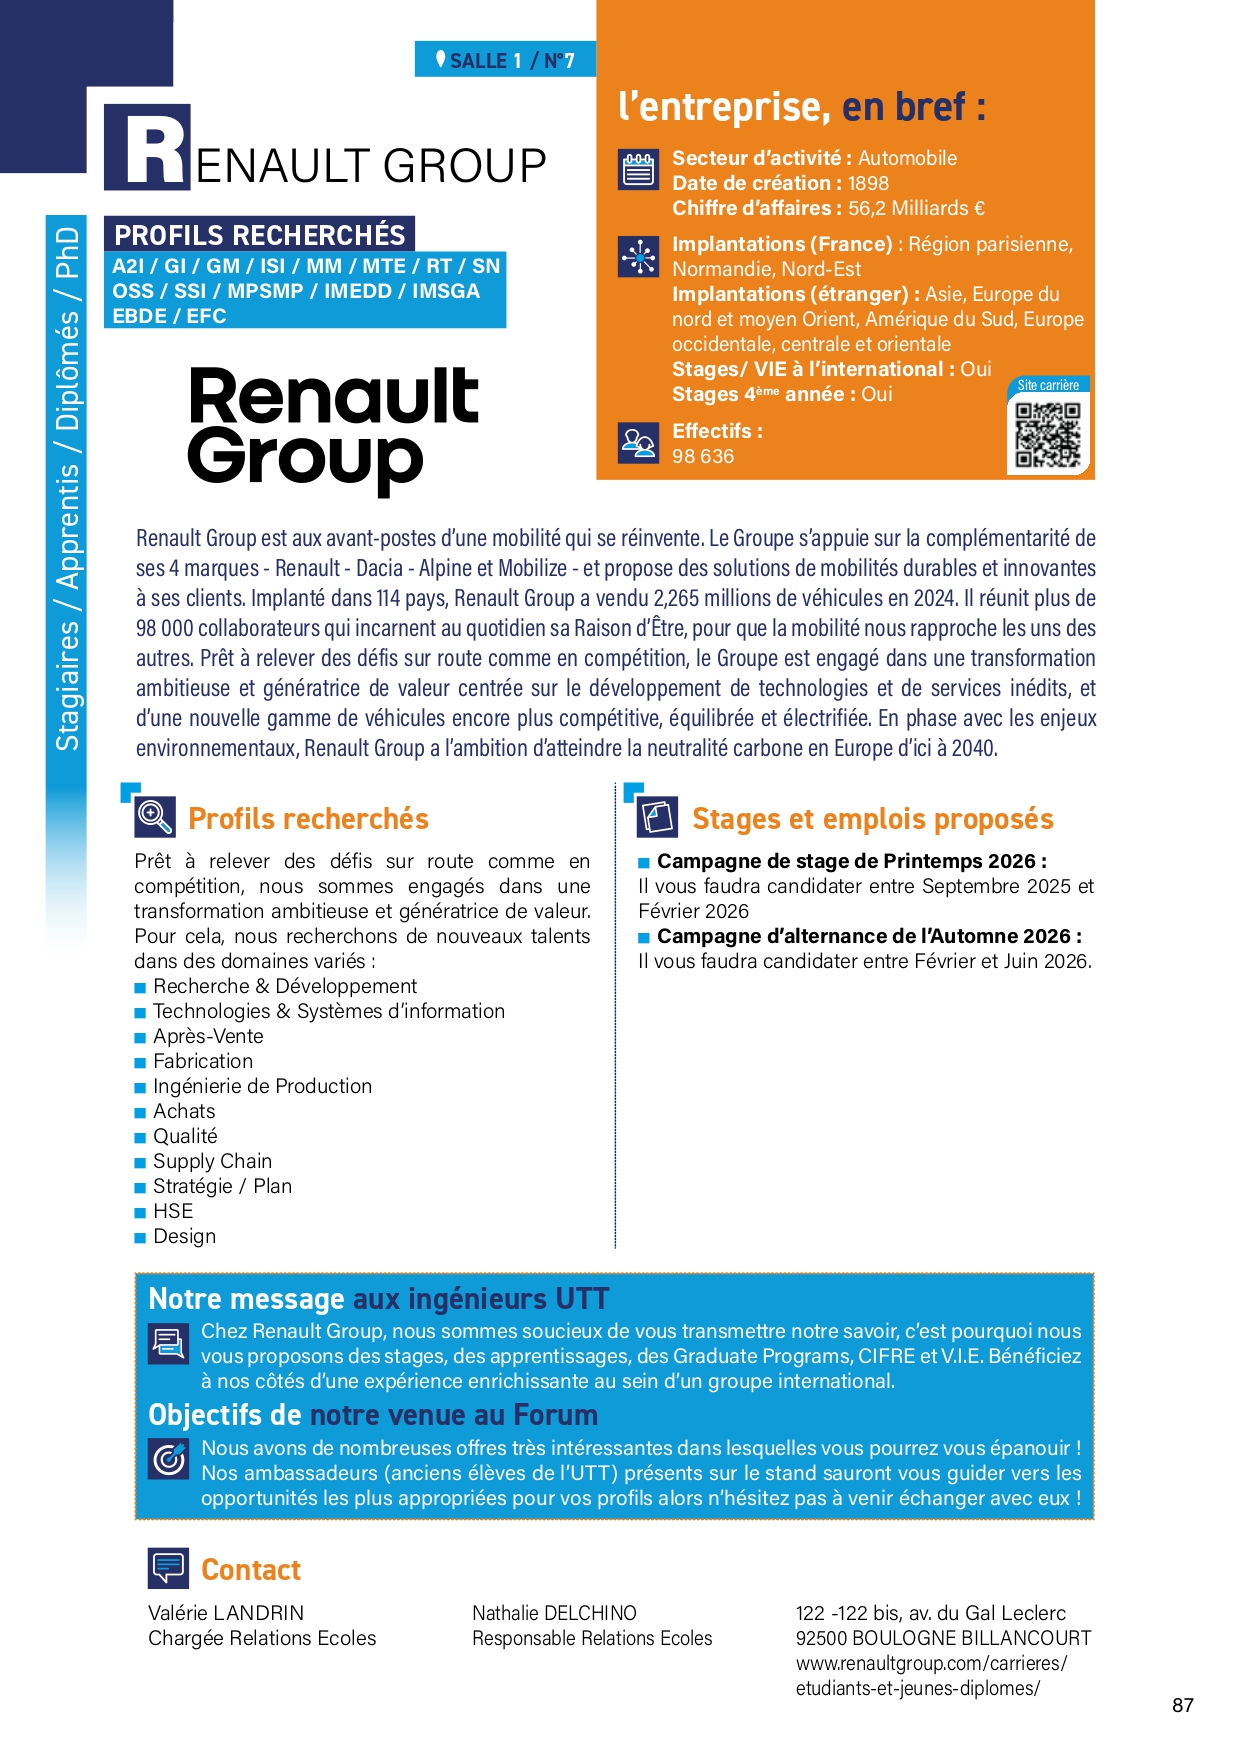 SALLE 1 / N°7
RENAULT GROUP
PROFILS RECHERCHÉS
A2I / GI / GM / ISI / MM / MTE / RT / SN
OSS / SSI / MPSMP / IMEDD / IMSGA
EBDE / EFC
Stagiaires / Apprentis / Diplômés / PhD
Renault
Group
l'entreprise, en bref :
Secteur d'activité : Automobile
Date de création : 1898
Chiffre d'affaires : 56,2 Milliards €
Implantations (France) : Région parisienne,
Normandie, Nord-Est
Implantations (étranger) : Asie, Europe du
nord et moyen Orient, Amérique du Sud, Europe
occidentale, centrale et orientale
Stages/ VIE à l'international : Oui
Stages 4ème année : Oui
Site carrière
Effectifs :
98 636
Renault Group est aux avant-postes d'une mobilité qui se réinvente. Le Groupe s'appuie sur la complémentarité de
ses 4 marques - Renault - Dacia - Alpine et Mobilize - et propose des solutions de mobilités durables et innovantes
à ses clients. Implanté dans 114 pays, Renault Group a vendu 2,265 millions de véhicules en 2024. Il réunit plus de
98 000 collaborateurs qui incarnent au quotidien sa Raison d'Être, pour que la mobilité nous rapproche les uns des
autres. Prêt à relever des défis sur route comme en compétition, le Groupe est engagé dans une transformation
ambitieuse et génératrice de valeur centrée sur le développement de technologies et de services inédits, et
d'une nouvelle gamme de véhicules encore plus compétitive, équilibrée et électrifiée. En phase avec les enjeux
environnementaux, Renault Group a l'ambition d'atteindre la neutralité carbone en Europe d'ici à 2040.
Profils recherchés
Prêt à relever des défis sur route comme en
compétition, nous sommes engagés dans une
transformation ambitieuse et génératrice de valeur.
Pour cela, nous recherchons de nouveaux talents
dans des domaines variés :
Recherche & Développement
Technologies & Systèmes d'information
Après-Vente
Fabrication
Ingénierie de Production
Achats
Qualité
Supply Chain
Stratégie / Plan
HSE
Design
Stages et emplois proposés
Campagne de stage de Printemps 2026 :
Il vous faudra candidater entre Septembre 2025 et
Février 2026
Campagne d'alternance de l'Automne 2026 :
Il vous faudra candidater entre Février et Juin 2026.
Notre message aux ingénieurs UTT
Chez Renault Group, nous sommes soucieux de vous transmettre notre savoir, c'est pourquoi nous
vous proposons des stages, des apprentissages, des Graduate Programs, CIFRE et V.I.E. Bénéficiez
à nos côtés d'une expérience enrichissante au sein d'un groupe international.
Objectifs de notre venue au Forum
Nous avons de nombreuses offres très intéressantes dans lesquelles vous pourrez vous épanouir !
Nos ambassadeurs (anciens élèves de l'UTT) présents sur le stand sauront vous guider vers les
opportunités les plus appropriées pour vos profils alors n'hésitez pas à venir échanger avec eux !
Contact
Valérie LANDRIN
Chargée Relations Ecoles
Nathalie DELCHINO
Responsable Relations Ecoles
122 -122 bis, av. du Gal Leclerc
92500 BOULOGNE BILLANCOURT
www.renaultgroup.com/carrieres/
etudiants-et-jeunes-diplomes/
87